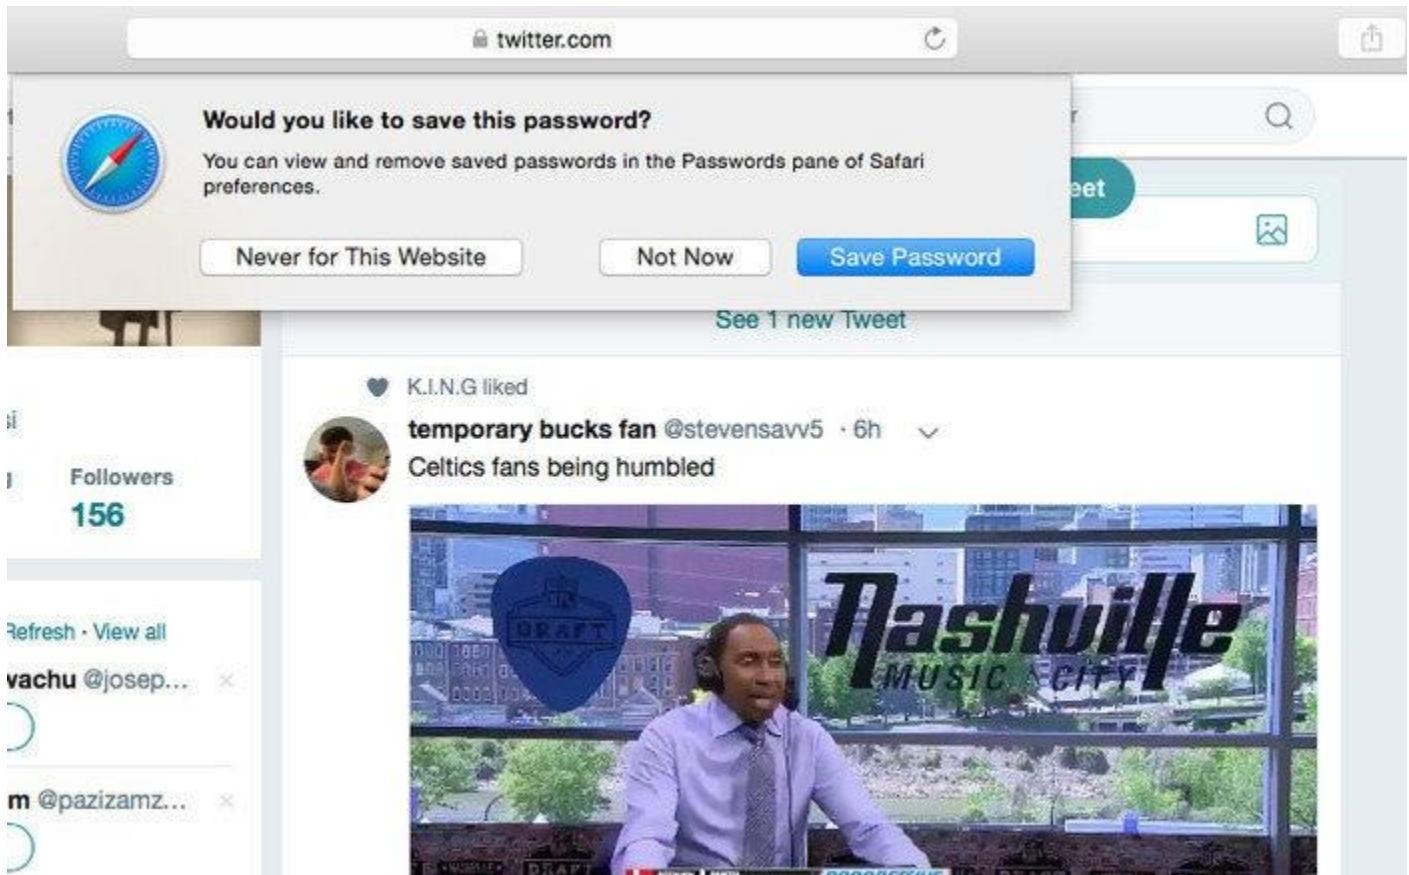 twitter.com
Would you like to save this password?
You can view and remove saved passwords in the Passwords pane of Safari
preferences.
Never for This Website
Not Now
Save Password
eet
See 1 new Tweet
K.I.N.G liked
temporary bucks fan @stevensavv5 · 6h
Celtics fans being humbled
si
Followers
156
Refresh · View all
vachu @josep...
m @pazizamz...
DRAFT
Nashville
MUSIC CITY
DRAFT